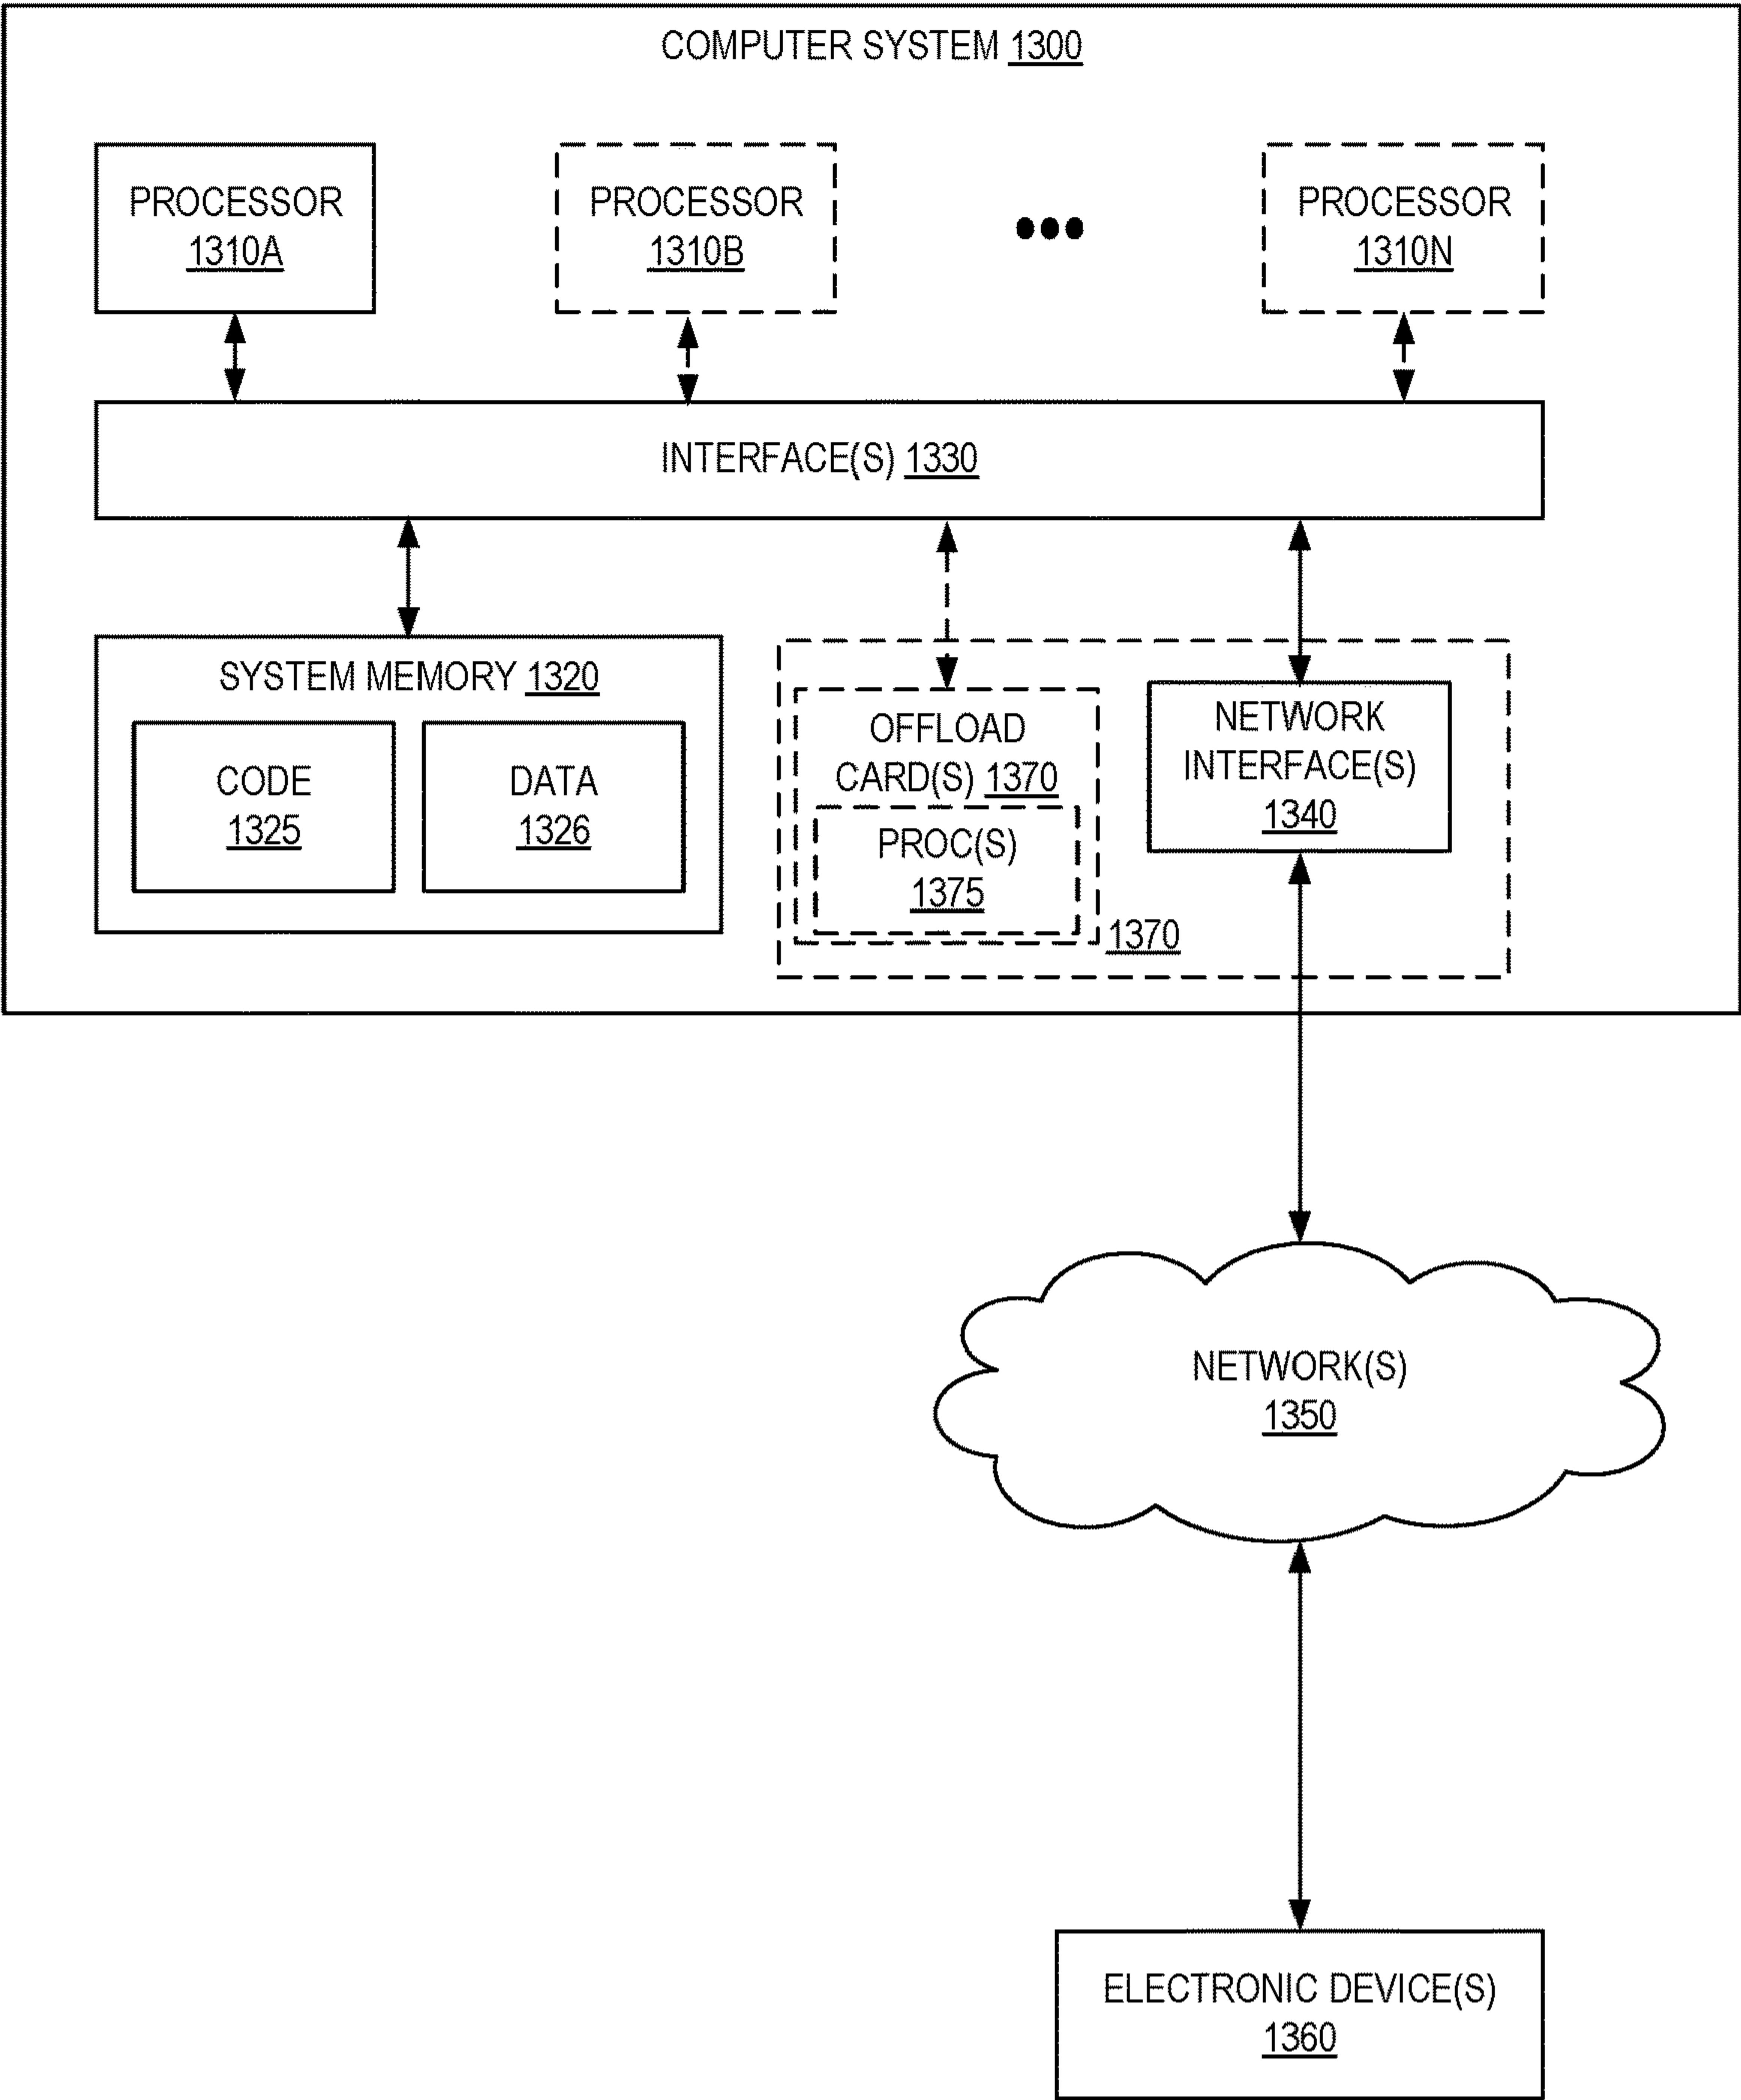 COMPUTER SYSTEM 1300
PROCESSOR
1310A
PROCESSOR
1310B
PROCESSOR
1310N
INTERFACE(S) 1330
SYSTEM MEMORY 1320
CODE
1325
DATA
1326
OFFLOAD
CARD(S) 1370
PROC(S)
1375
1370
NETWORK
INTERFACE(S)
1340
NETWORK(S)
1350
ELECTRONIC DEVICE(S)
1360